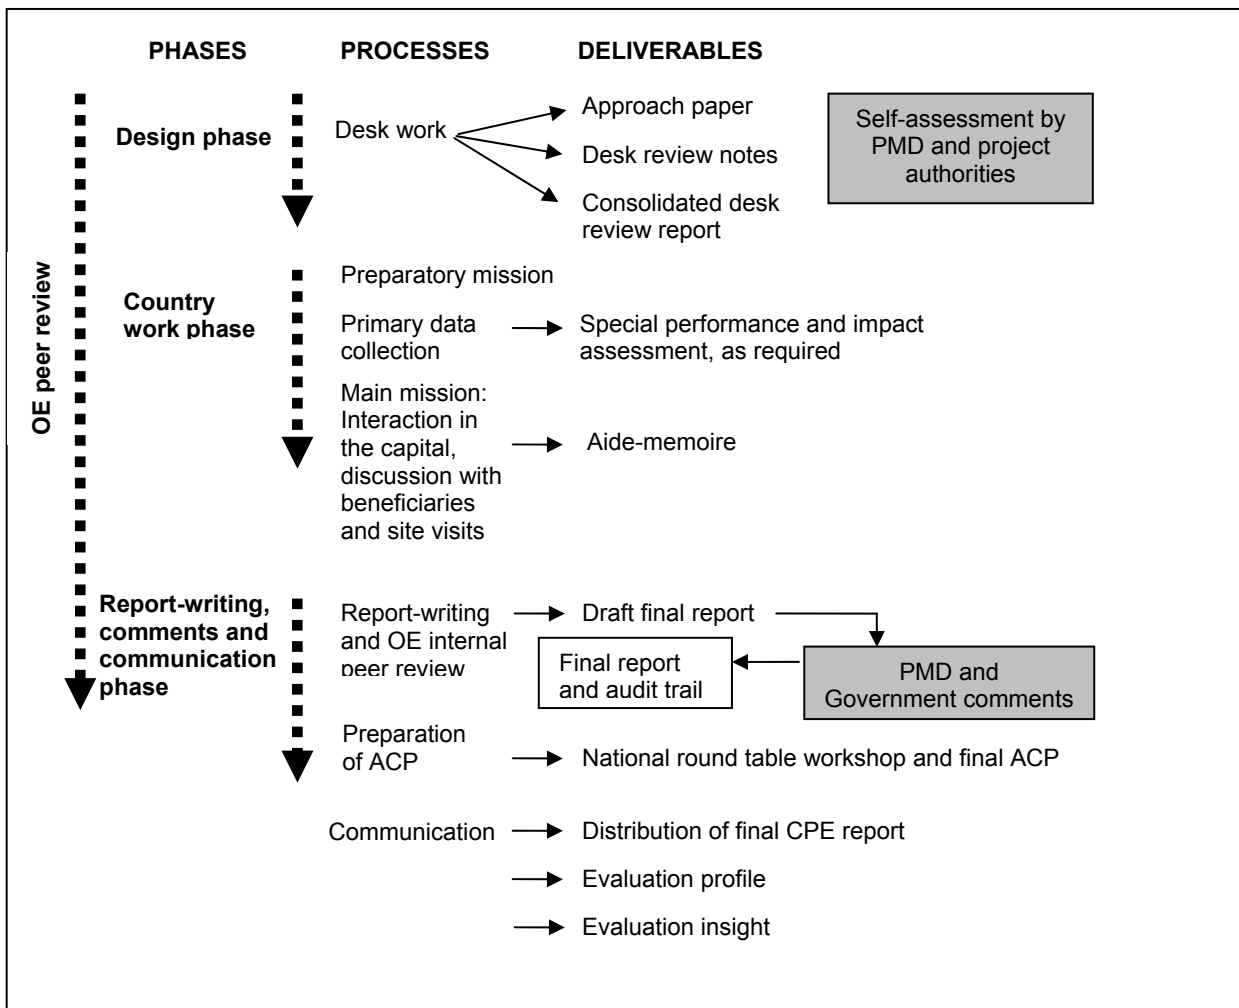 PHASES
PROCESSES
DELIVERABLES
OE peer review
Design phase
Desk work
Approach paper
Desk review notes
Consolidated desk
review report
Self-assessment by
PMD and project
authorities
Country
work phase
Preparatory mission
Primary data
collection
Special performance and impact
assessment, as required
Main mission:
Interaction in
the capital,
discussion with
beneficiaries
and site visits
Aide-memoire
Report-writing,
comments and
communication
phase
Report-writing
and OE internal
peer review
Draft final report
Final report
and audit trail
PMD and
Government comments
Preparation
of ACP
National round table workshop and final ACP
Communication
Distribution of final CPE report
Evaluation profile
Evaluation insight